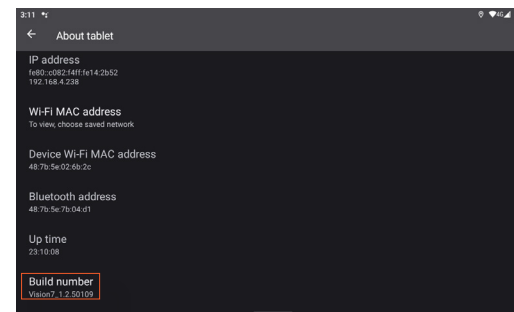 3:11
4G
About tablet
IP address
fe80::c082:f4ff:fe14:2b52
192.168.4.238
Wi-Fi MAC address
To view, choose saved network
Device Wi-Fi MAC address
48:7b:5e:02:6b:2c
Bluetooth address
48:7b:5e:7b:04:d1
Up time
23:10:08
Build number
Vision7_1.2.50109